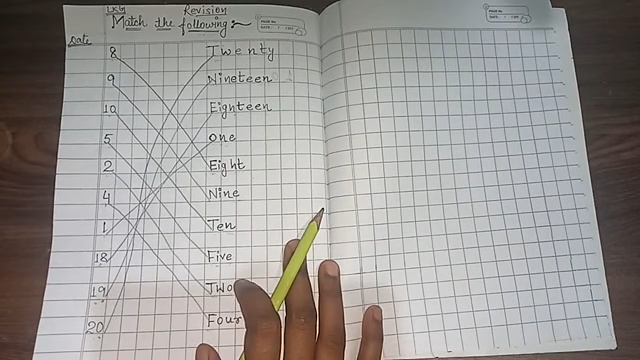 LKG Revision
Match the following:~
Date
8 Twenty
9 Nineteen
10 Eighteen
5 One
2 Eight
4 Nine
1 Ten
18 Five
19 Two
20 Four